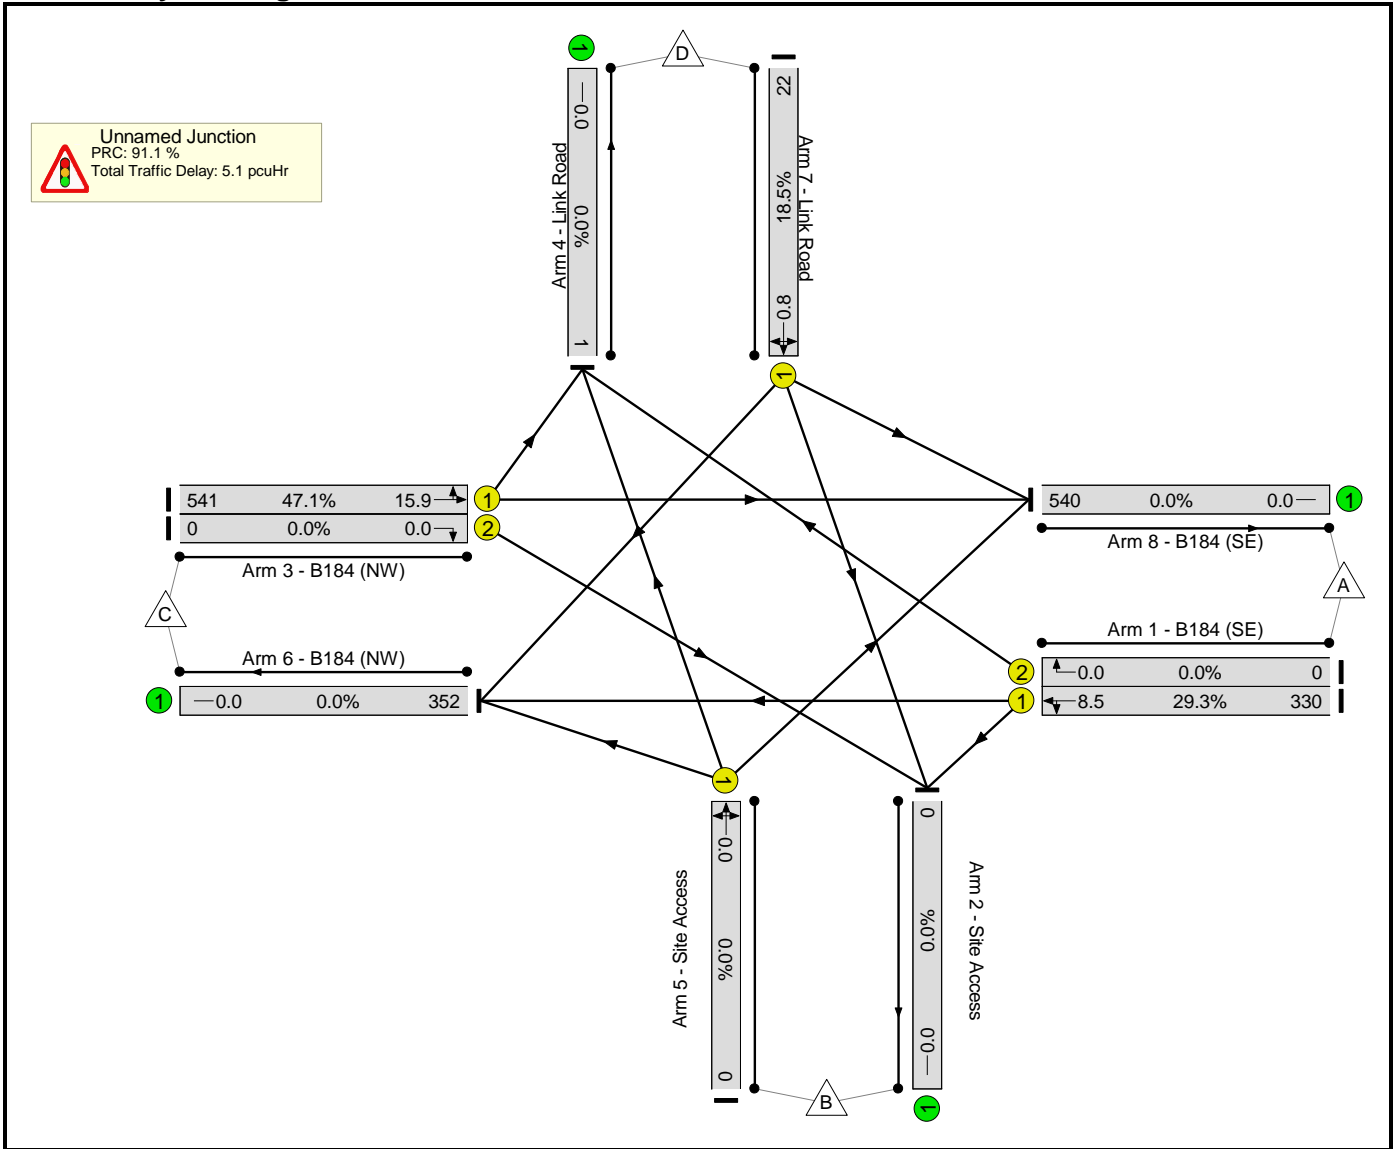 Unnamed Junction
PRC: 91.1 %
Total Traffic Delay: 5.1 pcuHr
1
D
0.0
0.0%
1
Arm 4 - Link Road
22
18.5%
0.8
Arm 7 - Link Road
1
541 47.1% 15.9
1
0 0.0% 0.0
2
Arm 3 - B184 (NW)
C
Arm 6 - B184 (NW)
1
0.0 0.0% 352
540 0.0% 0.0
1
Arm 8 - B184 (SE)
A
Arm 1 - B184 (SE)
2
0.0 0.0% 0
1
8.5 29.3% 330
1
0.0
0.0%
0
Arm 5 - Site Access
0
0.0%
0.0
Arm 2 - Site Access
B
1